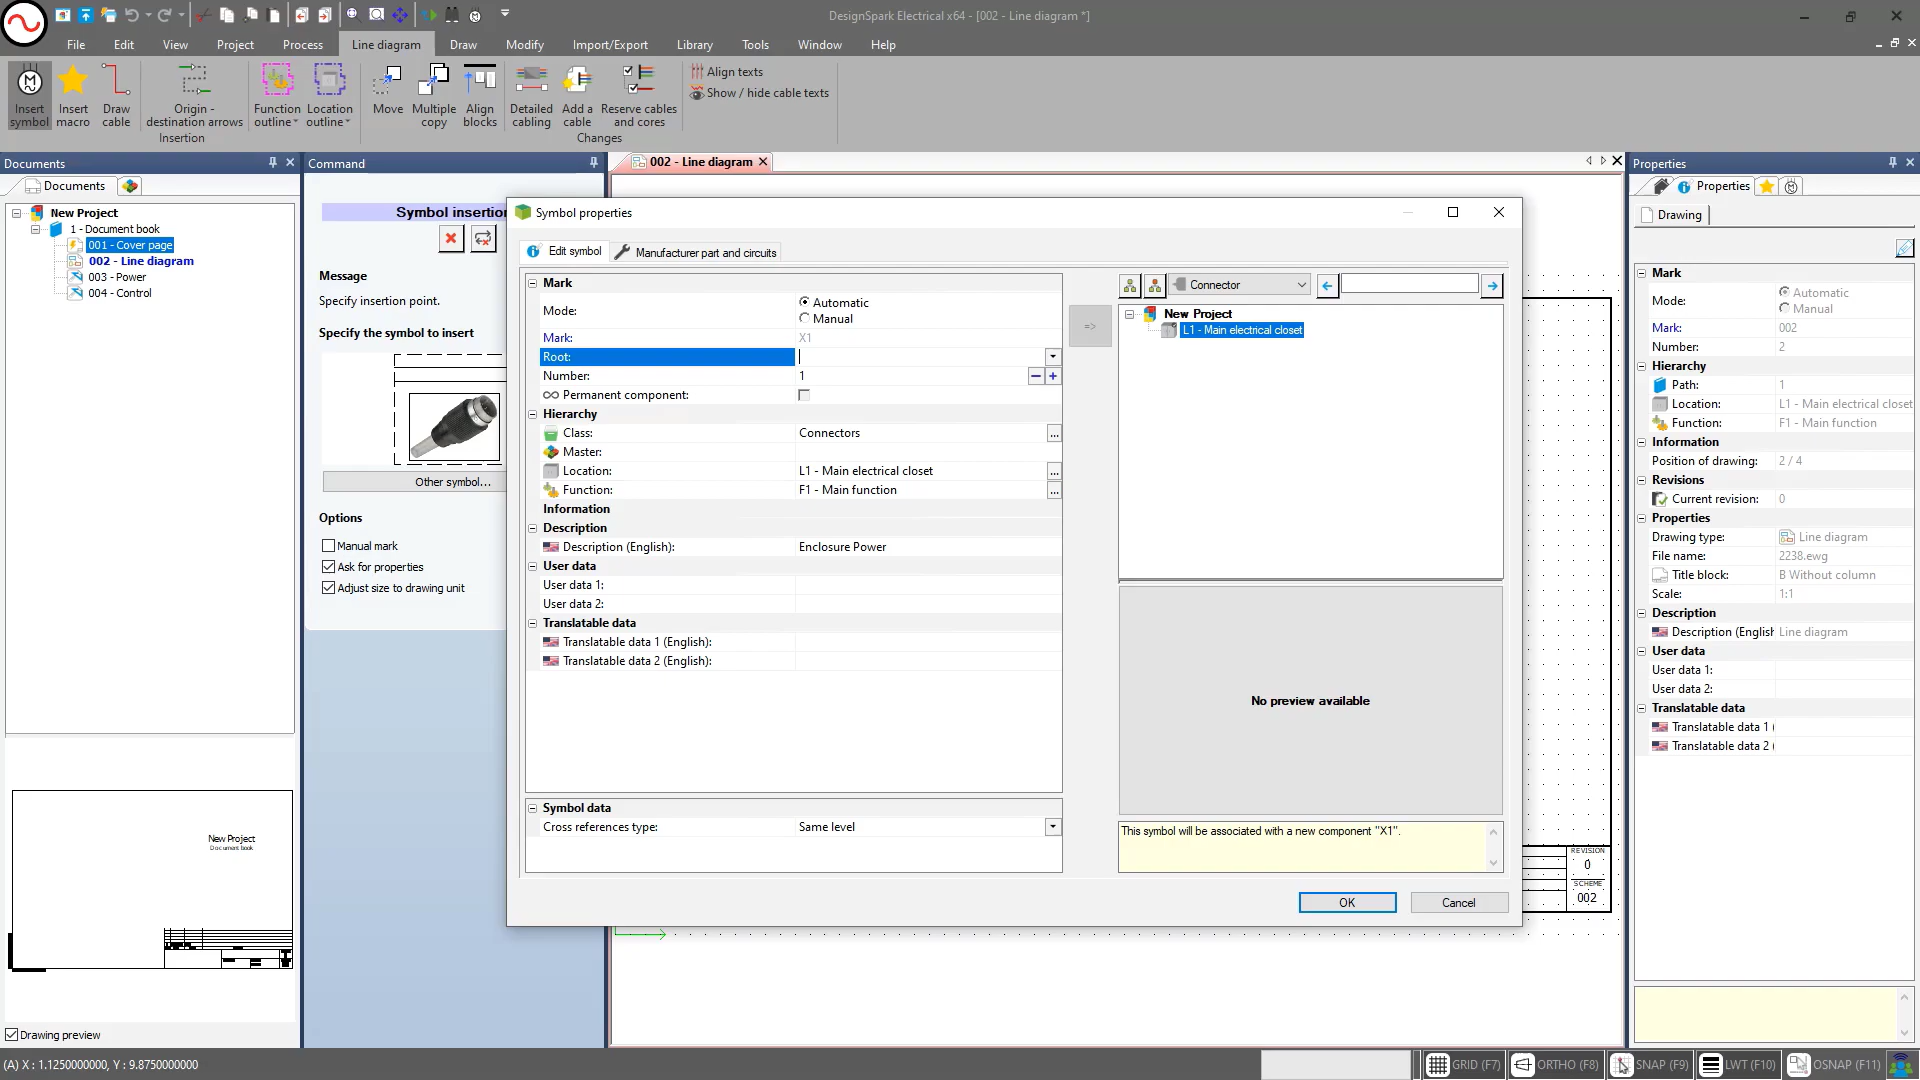 DesignSpark Electrical x64 - [002 - Line diagram *]
File
Edit
View
Project
Process
Line diagram
Draw
Modify
Import/Export
Library
Tools
Window
Help
Insert symbol
Insert macro
Draw cable
Origin - destination arrows
Function outline
Location outline
Move
Multiple copy
Align blocks
Detailed cabling
Add a cable
Reserve cables and cores
Align texts
Show / hide cable texts
Insertion
Changes
Documents
Documents
New Project
1 - Document book
001 - Cover page
002 - Line diagram
003 - Power
004 - Control
New Project
Document book
Drawing preview
Command
Symbol insertion
Message
Specify insertion point.
Specify the symbol to insert
Other symbol...
Options
Manual mark
Ask for properties
Adjust size to drawing unit
002 - Line diagram
Symbol properties
Edit symbol
Manufacturer part and circuits
Mark
Mode:
Automatic
Manual
Mark: X1
Root:
Number: 1
Permanent component:
Hierarchy
Class: Connectors ...
Master:
Location: L1 - Main electrical closet ...
Function: F1 - Main function ...
Information
Description
Description (English): Enclosure Power
User data
User data 1:
User data 2:
Translatable data
Translatable data 1 (English):
Translatable data 2 (English):
Symbol data
Cross references type: Same level
=>
Connector
New Project
L1 - Main electrical closet
No preview available
This symbol will be associated with a new component "X1".
OK
Cancel
REVISION
0
SCHEME
002
Properties
Properties
Drawing
Mark
Mode:
Automatic
Manual
Mark: 002
Number: 2
Hierarchy
Path: 1
Location: L1 - Main electrical closet
Function: F1 - Main function
Information
Position of drawing: 2 / 4
Revisions
Current revision: 0
Properties
Drawing type: Line diagram
File name: 2238.ewg
Title block: B Without column
Scale: 1:1
Description
Description (English Line diagram
User data
User data 1:
User data 2:
Translatable data
Translatable data 1 (
Translatable data 2 (
(A) X : 1.1250000000, Y : 9.8750000000
GRID (F7)
ORTHO (F8)
SNAP (F9)
LWT (F10)
OSNAP (F11)